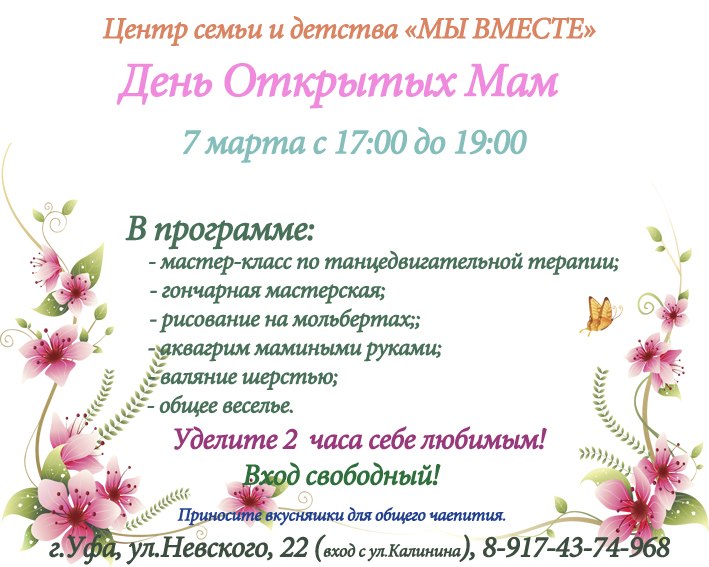 Центр семьи и детства «МЫ ВМЕСТЕ»
День Открытых Мам
7 марта с 17:00 до 19:00
В программе:
- мастер-класс по танцедвигательной терапии;
- гончарная мастерская;
- рисование на мольбертах;;
- аквагрим мамиными руками;
- валяние шерстью;
- общее веселье.
Уделите 2 часа себе любимым!
Вход свободный!
Приносите вкусняшки для общего чаепития.
г.Уфа, ул.Невского, 22 (вход с ул.Калинина), 8-917-43-74-968